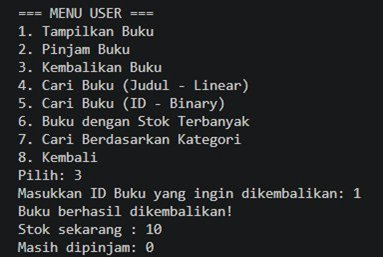 === MENU USER ===
1. Tampilkan Buku
2. Pinjam Buku
3. Kembalikan Buku
4. Cari Buku (Judul - Linear)
5. Cari Buku (ID - Binary)
6. Buku dengan Stok Terbanyak
7. Cari Berdasarkan Kategori
8. Kembali
Pilih: 3
Masukkan ID Buku yang ingin dikembalikan: 1
Buku berhasil dikembalikan!
Stok sekarang : 10
Masih dipinjam: 0